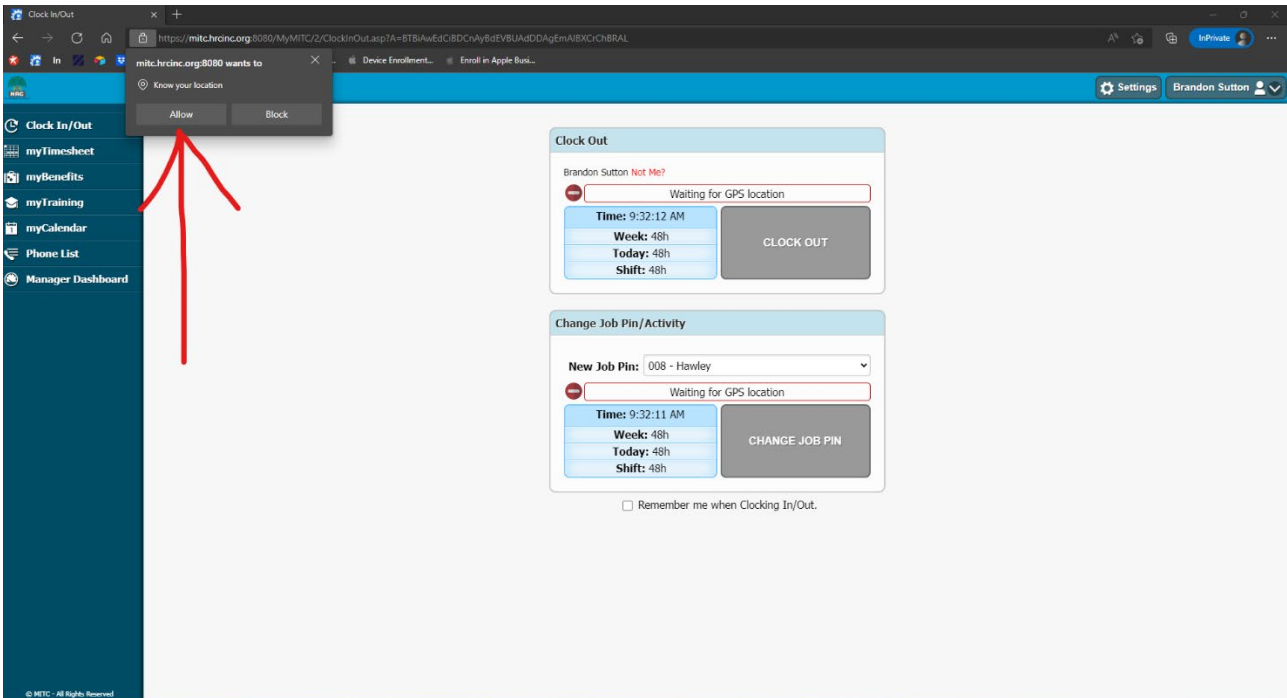 Clock In/Out
https://mitc.hrcinc.org:8080/MyMITC/2/ClockInOut.asp?A=BTBiAwEdCiBDCnAyBdEVBUAdDDAgEmAIBXCrChBRAL
InPrivate
In
Device Enrollment...
Enroll in Apple Busi...
mitc.hrcinc.org:8080 wants to
Know your location
Allow Block
HRC
Settings Brandon Sutton
Clock In/Out
myTimesheet
myBenefits
myTraining
myCalendar
Phone List
Manager Dashboard
Clock Out
Brandon Sutton Not Me?
Waiting for GPS location
Time: 9:32:12 AM
Week: 48h
Today: 48h
Shift: 48h
CLOCK OUT
Change Job Pin/Activity
New Job Pin: 008 - Hawley
Waiting for GPS location
Time: 9:32:11 AM
Week: 48h
Today: 48h
Shift: 48h
CHANGE JOB PIN
Remember me when Clocking In/Out.
© MITC - All Rights Reserved